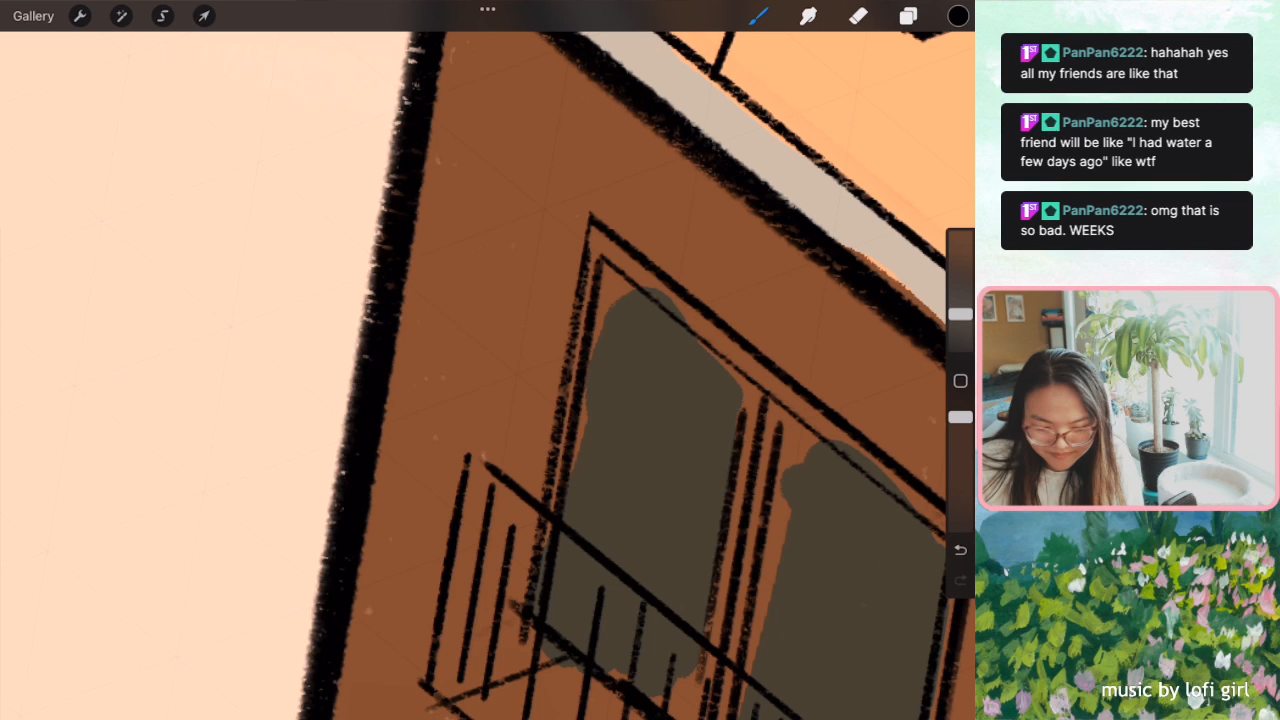 Gallery
1ST PanPan6222: hahahah yes
all my friends are like that
1ST PanPan6222: my best
friend will be like "I had water a
few days ago" like wtf
1ST PanPan6222: omg that is
so bad. WEEKS
music by lofi girl